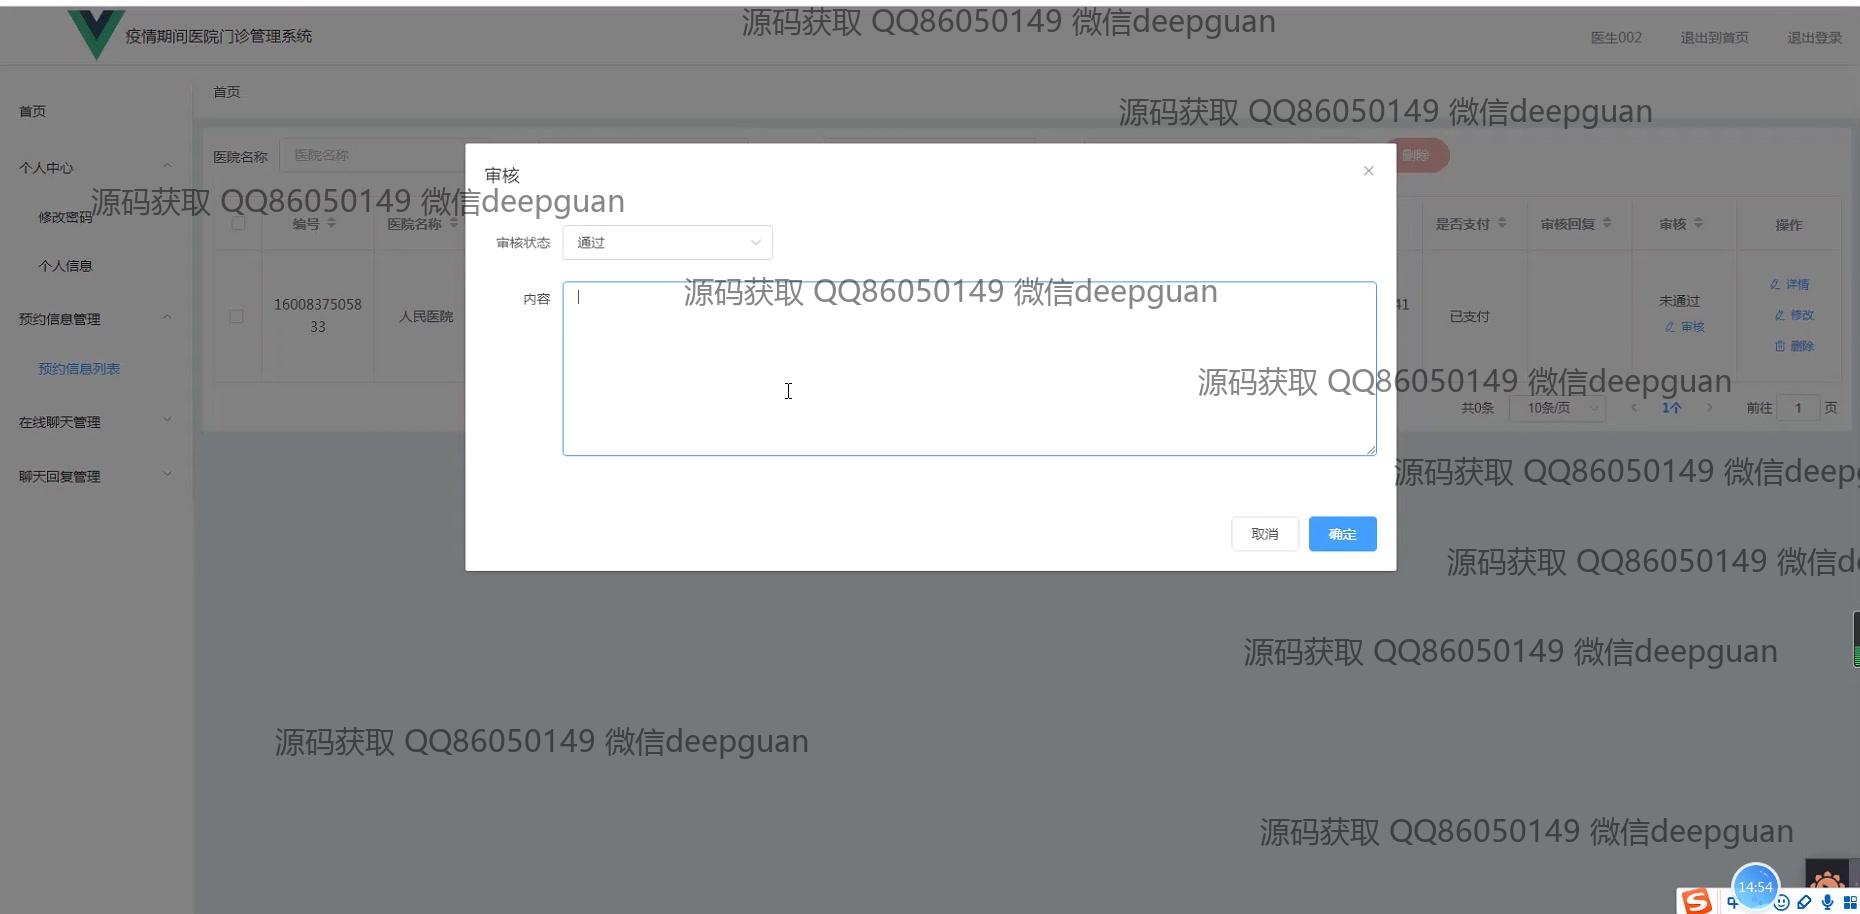 源码获取 QQ86050149 微信deepguan
疫情期间医院门诊管理系统
医生002
退出到首页
退出登录
首页
首页
源码获取 QQ86050149 微信deepguan
医院名称
医院名称
删除
个人中心
审核
源码获取 QQ86050149 微信deepguan
修改密码
编号
医院名称
是否支付
审核回复
审核
操作
审核状态
通过
个人信息
源码获取 QQ86050149 微信deepguan
内容
16008375058
33
人民医院
41
已支付
未通过
审核
详情
修改
删除
预约信息管理
预约信息列表
源码获取 QQ86050149 微信deepguan
共0条
10条/页
1个
前往
1
页
在线聊天管理
聊天回复管理
源码获取 QQ86050149 微信deep
取消
确定
源码获取 QQ86050149 微信d
源码获取 QQ86050149 微信deepguan
源码获取 QQ86050149 微信deepguan
源码获取 QQ86050149 微信deepguan
14:54